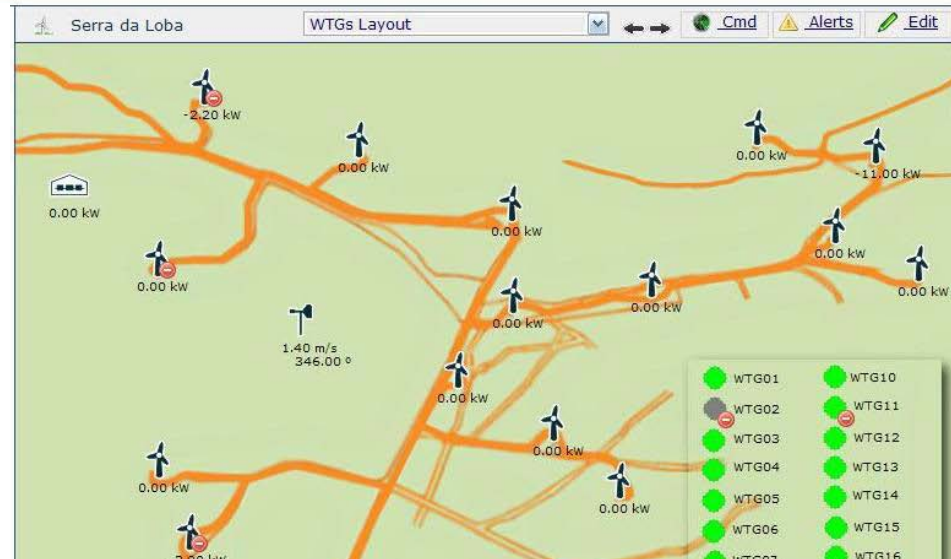 Serra da Loba WTGs Layout Cmd Alerts Edit
-2.20 kW
0.00 kW
0.00 kW
-11.00 kW
0.00 kW
0.00 kW
0.00 kW
0.00 kW
0.00 kW
0.00 kW
0.00 kW
0.00 kW
1.40 m/s
346.00 º
0.00 kW
0.00 kW
0.00 kW
0.00 kW
WTG01 WTG10
WTG02 WTG11
WTG03 WTG12
WTG04 WTG13
WTG05 WTG14
WTG06 WTG15
WTG16